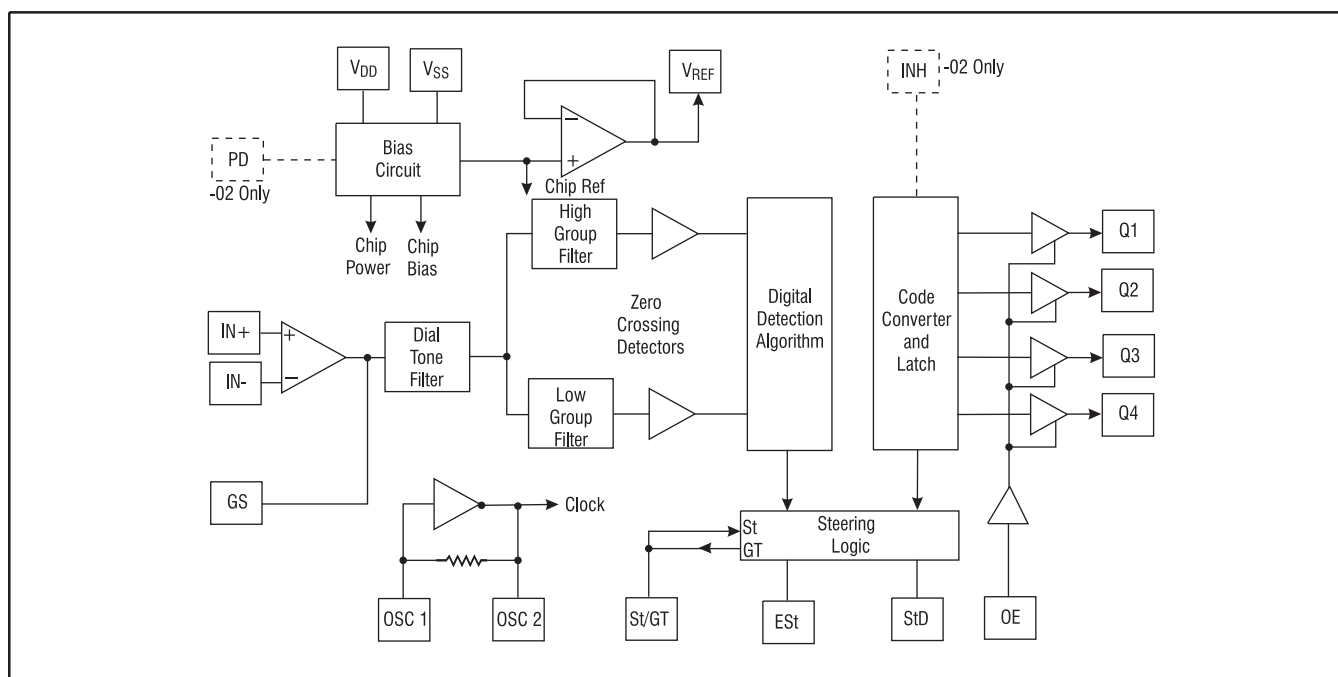 VDD
VSS
VREF
INH
-02 Only
PD
-02 Only
Bias
Circuit
−
+
Chip Ref
Chip
Power
Chip
Bias
High
Group
Filter
Zero
Crossing
Detectors
Digital
Detection
Algorithm
Code
Converter
and
Latch
Q1
Q2
Q3
Q4
IN+
IN-
+
−
Dial
Tone
Filter
Low
Group
Filter
GS
Clock
St
GT
Steering
Logic
OSC 1
OSC 2
St/GT
ESt
StD
OE